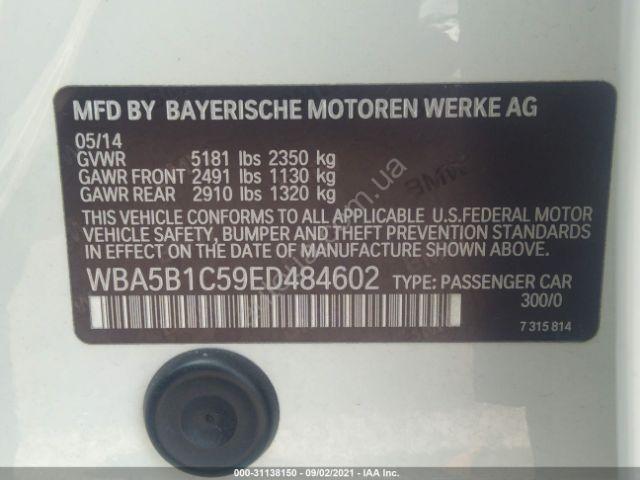 MFD BY BAYERISCHE MOTOREN WERKE AG
05/14
GVWR 5181 lbs 2350 kg
GAWR FRONT 2491 lbs 1130 kg
GAWR REAR 2910 lbs 1320 kg
THIS VEHICLE CONFORMS TO ALL APPLICABLE U.S.FEDERAL MOTOR
VEHICLE SAFETY, BUMPER AND THEFT PREVENTION STANDARDS
IN EFFECT ON THE DATE OF MANUFACTURE SHOWN ABOVE.
WBA5B1C59ED484602 TYPE: PASSENGER CAR
300/0
7 315 814
BMW
000-31138150 - 09/02/2021 - IAA Inc.